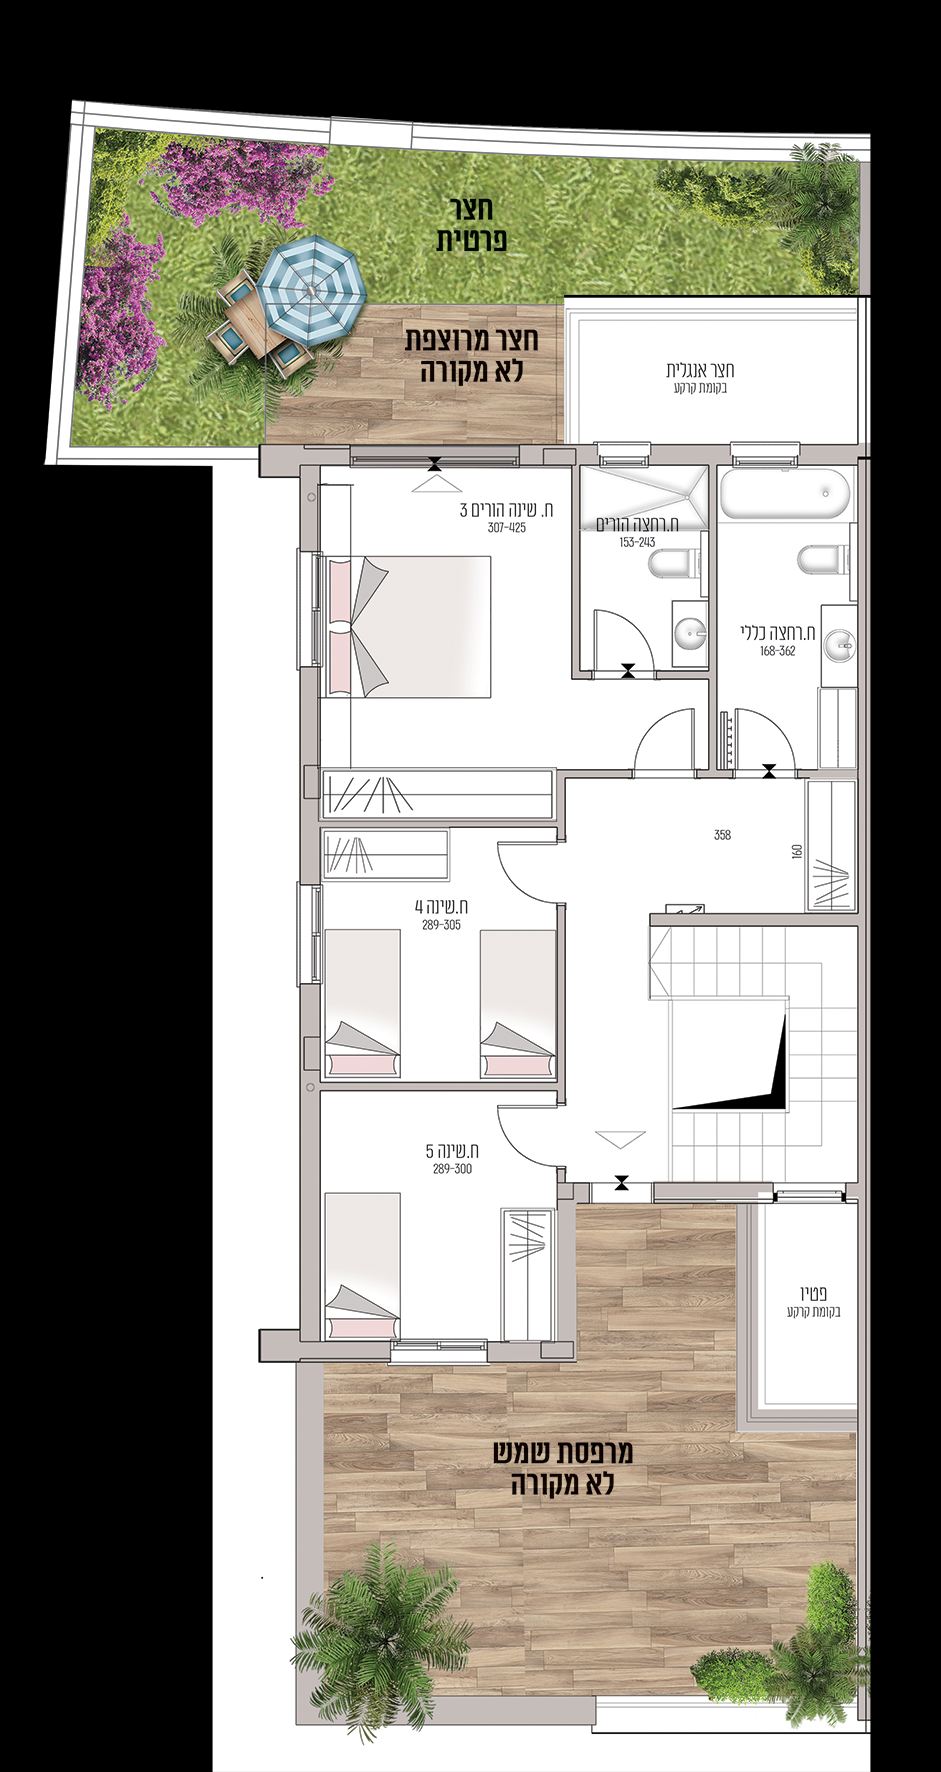 חצר
פרטית
חצר מרוצפת
לא מקורה
חצר אנגלית
בקומת קרקע
ח. שינה הורים 3
307-425
ח.רחצה הורים
153-243
ח.רחצה כללי
168-362
358
160
ח.שינה 4
289-305
ח.שינה 5
289-300
פטיו
בקומת קרקע
מרפסת שמש
לא מקורה